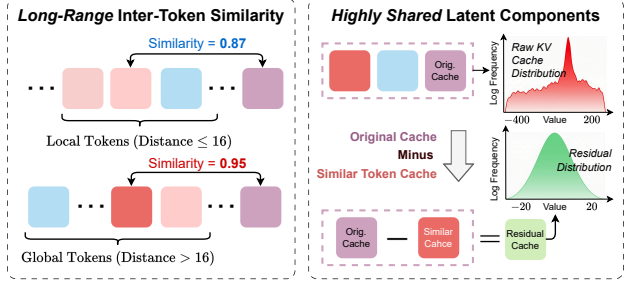 Long-Range Inter-Token Similarity
Similarity = 0.87
... ...
Local Tokens (Distance ≤ 16)
Similarity = 0.95
... ... ...
Global Tokens (Distance > 16)
Highly Shared Latent Components
Orig.
Cache
Log Frequency
Raw KV
Cache
Distribution
−400 Value 200
Original Cache
Minus
Similar Token Cache
Log Frequency
Residual
Distribution
−20 Value 20
Orig.
Cache
Similar
Cahce
Residual
Cache